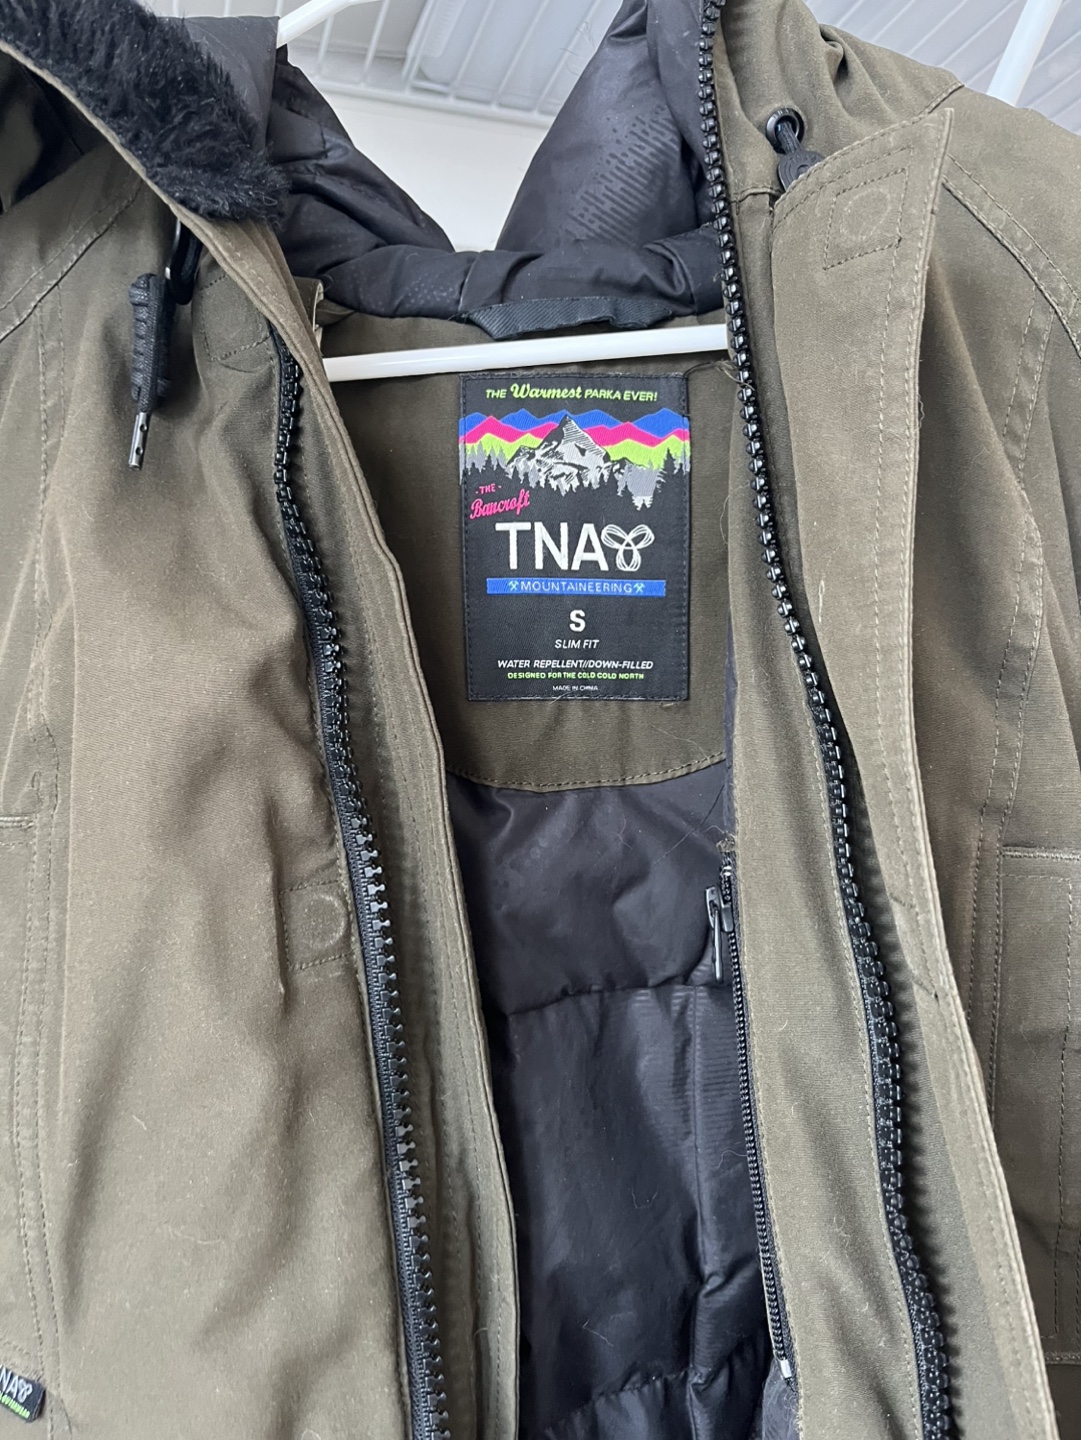 THE Warmest PARKA EVER!
-THE-
Bancroft
TNA
MOUNTAINEERING
S
SLIM FIT
WATER REPELLENT//DOWN-FILLED
DESIGNED FOR THE COLD COLD NORTH
MADE IN CHINA
NA